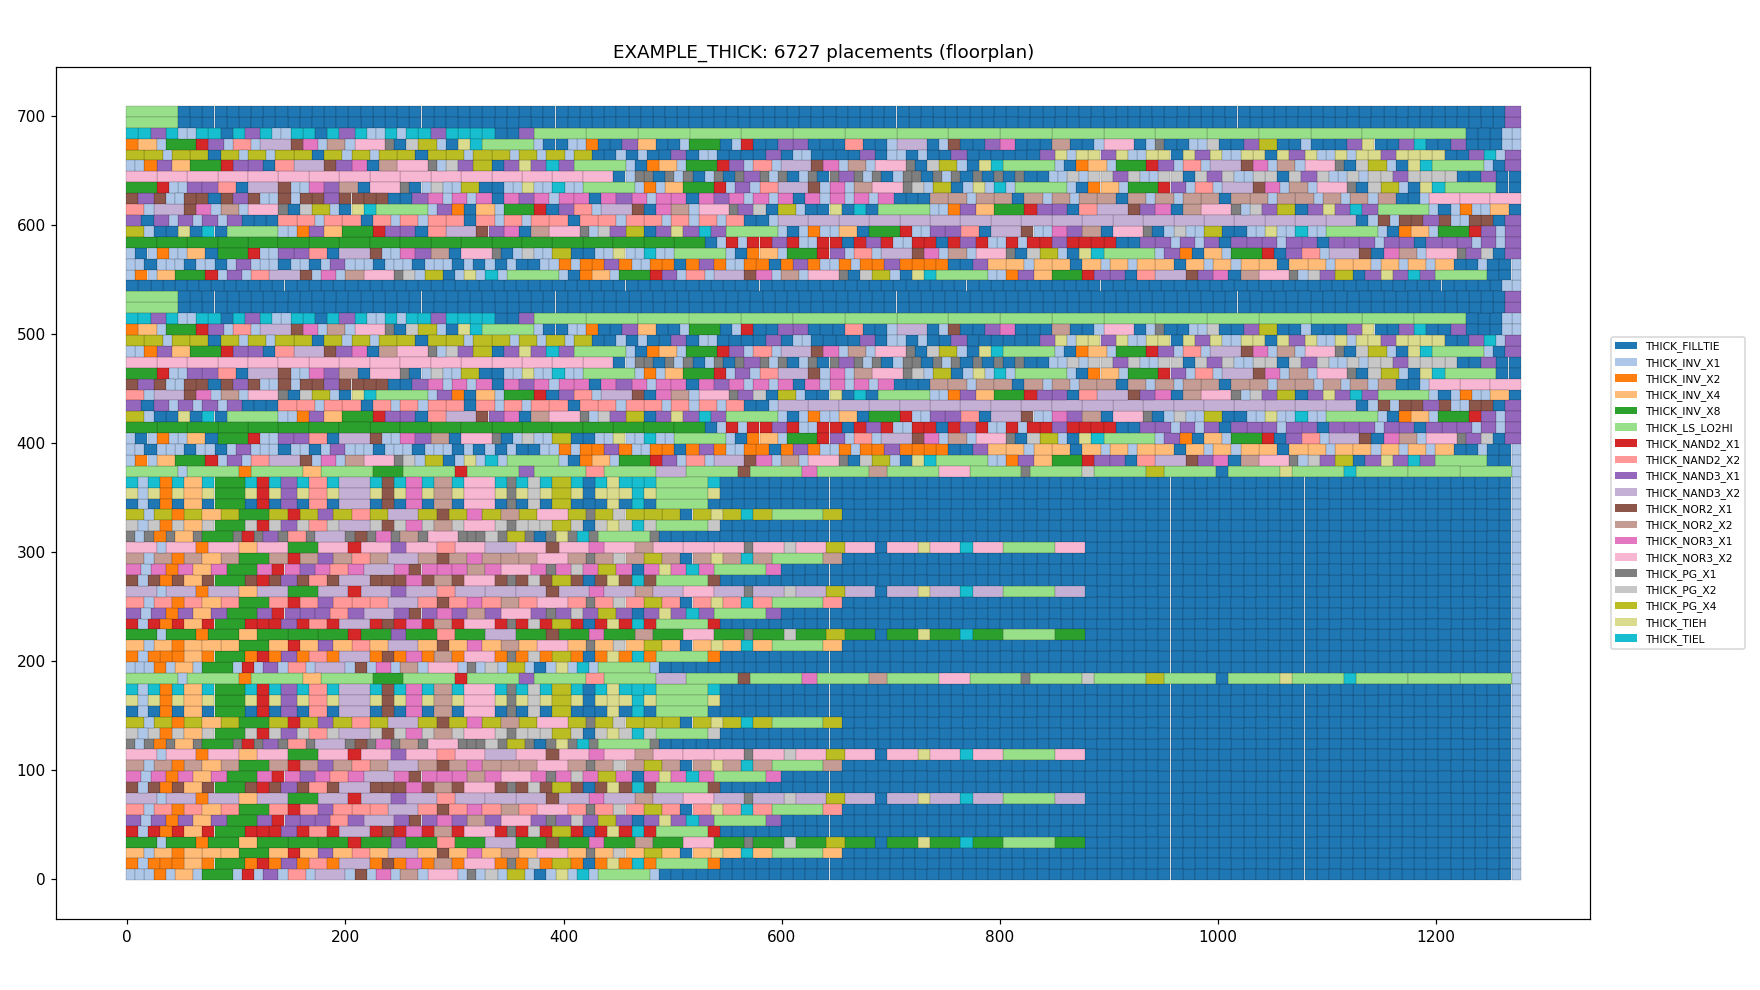 EXAMPLE_THICK: 6727 placements (floorplan)
700
600
500
400
300
200
100
0
0 200 400 600 800 1000 1200
THICK_FILLTIE
THICK_INV_X1
THICK_INV_X2
THICK_INV_X4
THICK_INV_X8
THICK_LS_LO2HI
THICK_NAND2_X1
THICK_NAND2_X2
THICK_NAND3_X1
THICK_NAND3_X2
THICK_NOR2_X1
THICK_NOR2_X2
THICK_NOR3_X1
THICK_NOR3_X2
THICK_PG_X1
THICK_PG_X2
THICK_PG_X4
THICK_TIEH
THICK_TIEL